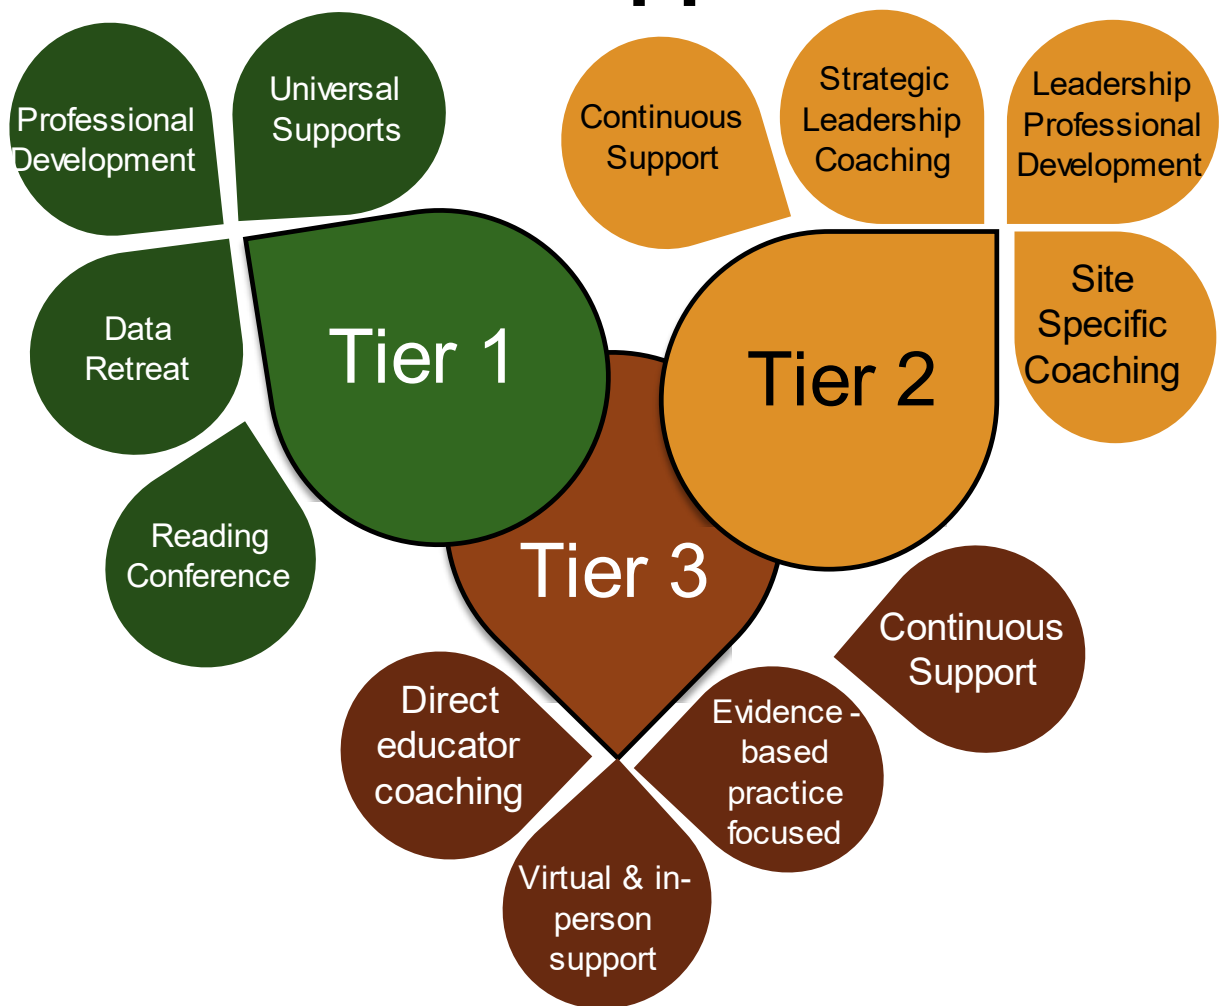 Professional
Development
Universal
Supports
Data
Retreat
Reading
Conference
Tier 1
Continuous
Support
Strategic
Leadership
Coaching
Leadership
Professional
Development
Site
Specific
Coaching
Tier 2
Tier 3
Direct
educator
coaching
Virtual & in-
person
support
Evidence -
based
practice
focused
Continuous
Support